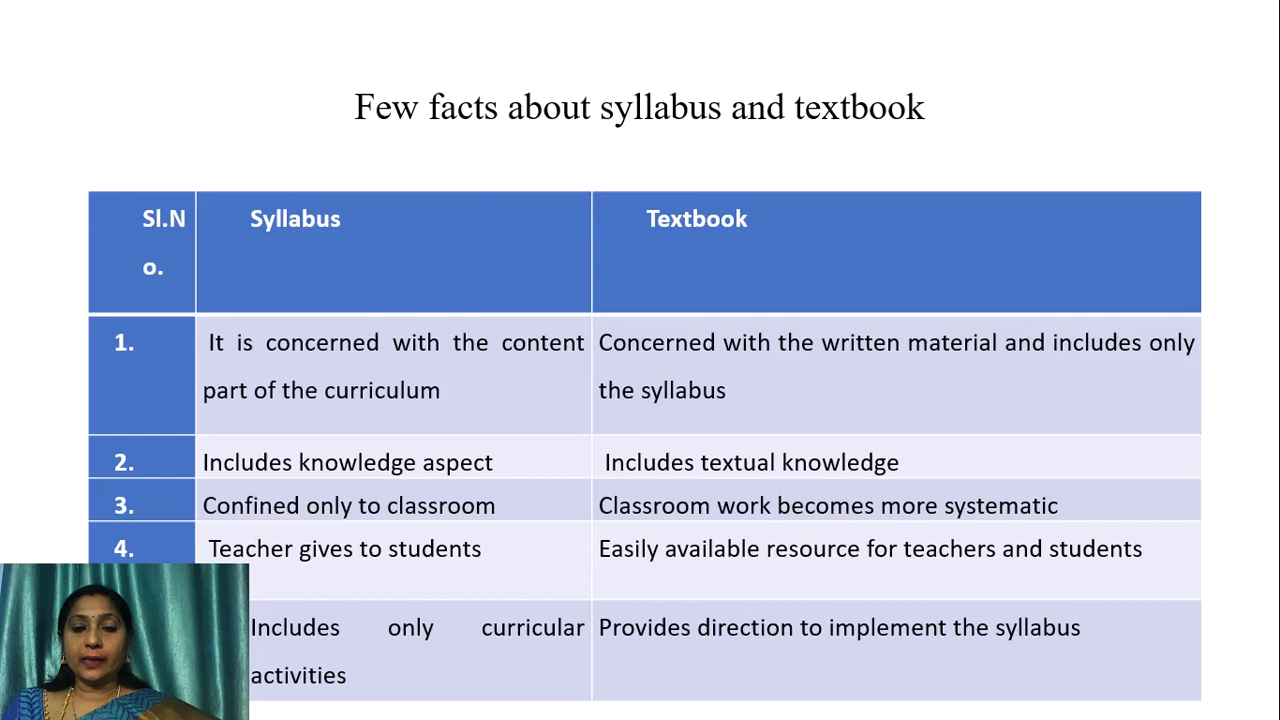 Few facts about syllabus and textbook
Sl.N
o.
Syllabus
Textbook
1.
It is concerned with the content
part of the curriculum
Concerned with the written material and includes only
the syllabus
2.
Includes knowledge aspect
Includes textual knowledge
3.
Confined only to classroom
Classroom work becomes more systematic
4.
Teacher gives to students
Easily available resource for teachers and students
Includes only curricular
activities
Provides direction to implement the syllabus